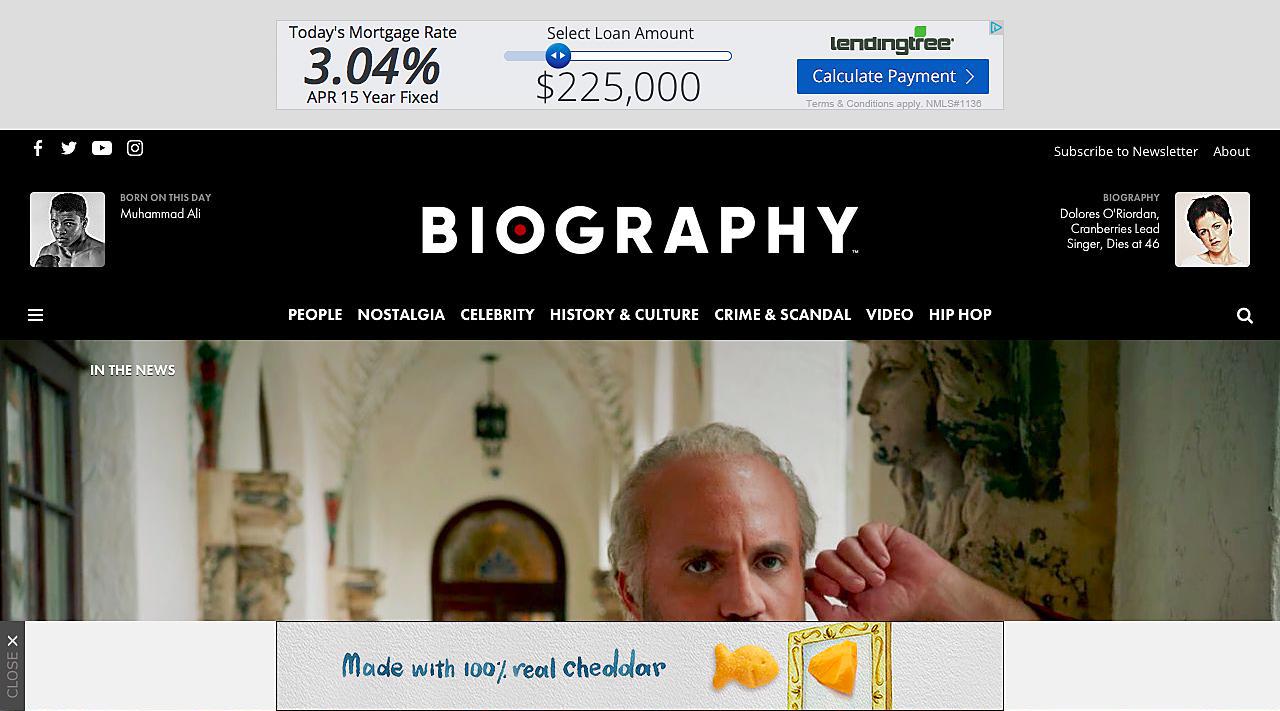 Today's Mortgage Rate
3.04%
APR 15 Year Fixed
Select Loan Amount
$225,000
lendingtree
Calculate Payment
Terms & Conditions apply. NMLS#1136
Subscribe to Newsletter
About
BORN ON THIS DAY
Muhammad Ali
BIOGRAPHY™
BIOGRAPHY
Dolores O'Riordan,
Cranberries Lead
Singer, Dies at 46
PEOPLE NOSTALGIA CELEBRITY HISTORY & CULTURE CRIME & SCANDAL VIDEO HIP HOP
IN THE NEWS
CLOSE X
Made with 100% real cheddar